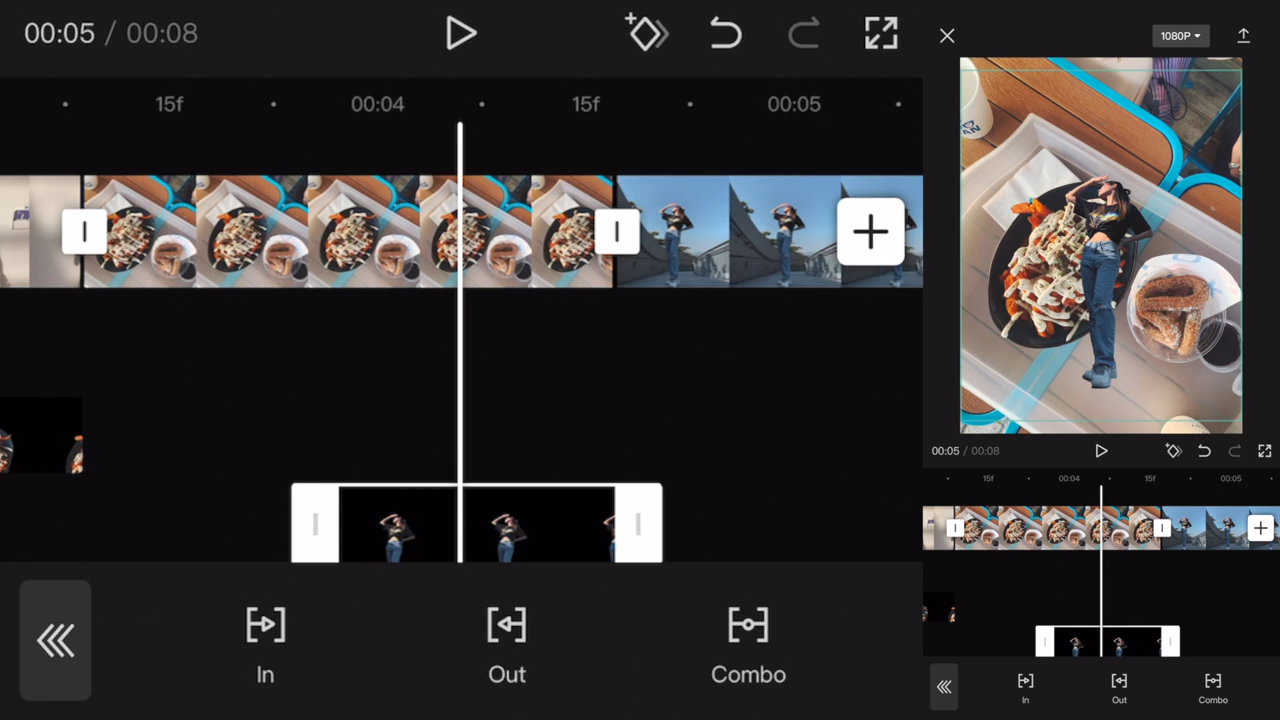 00:05 / 00:08
15f 00:04 15f 00:05
In Out Combo
1080P
AN
00:05 / 00:08
15f 00:04 15f 00:05
In Out Combo